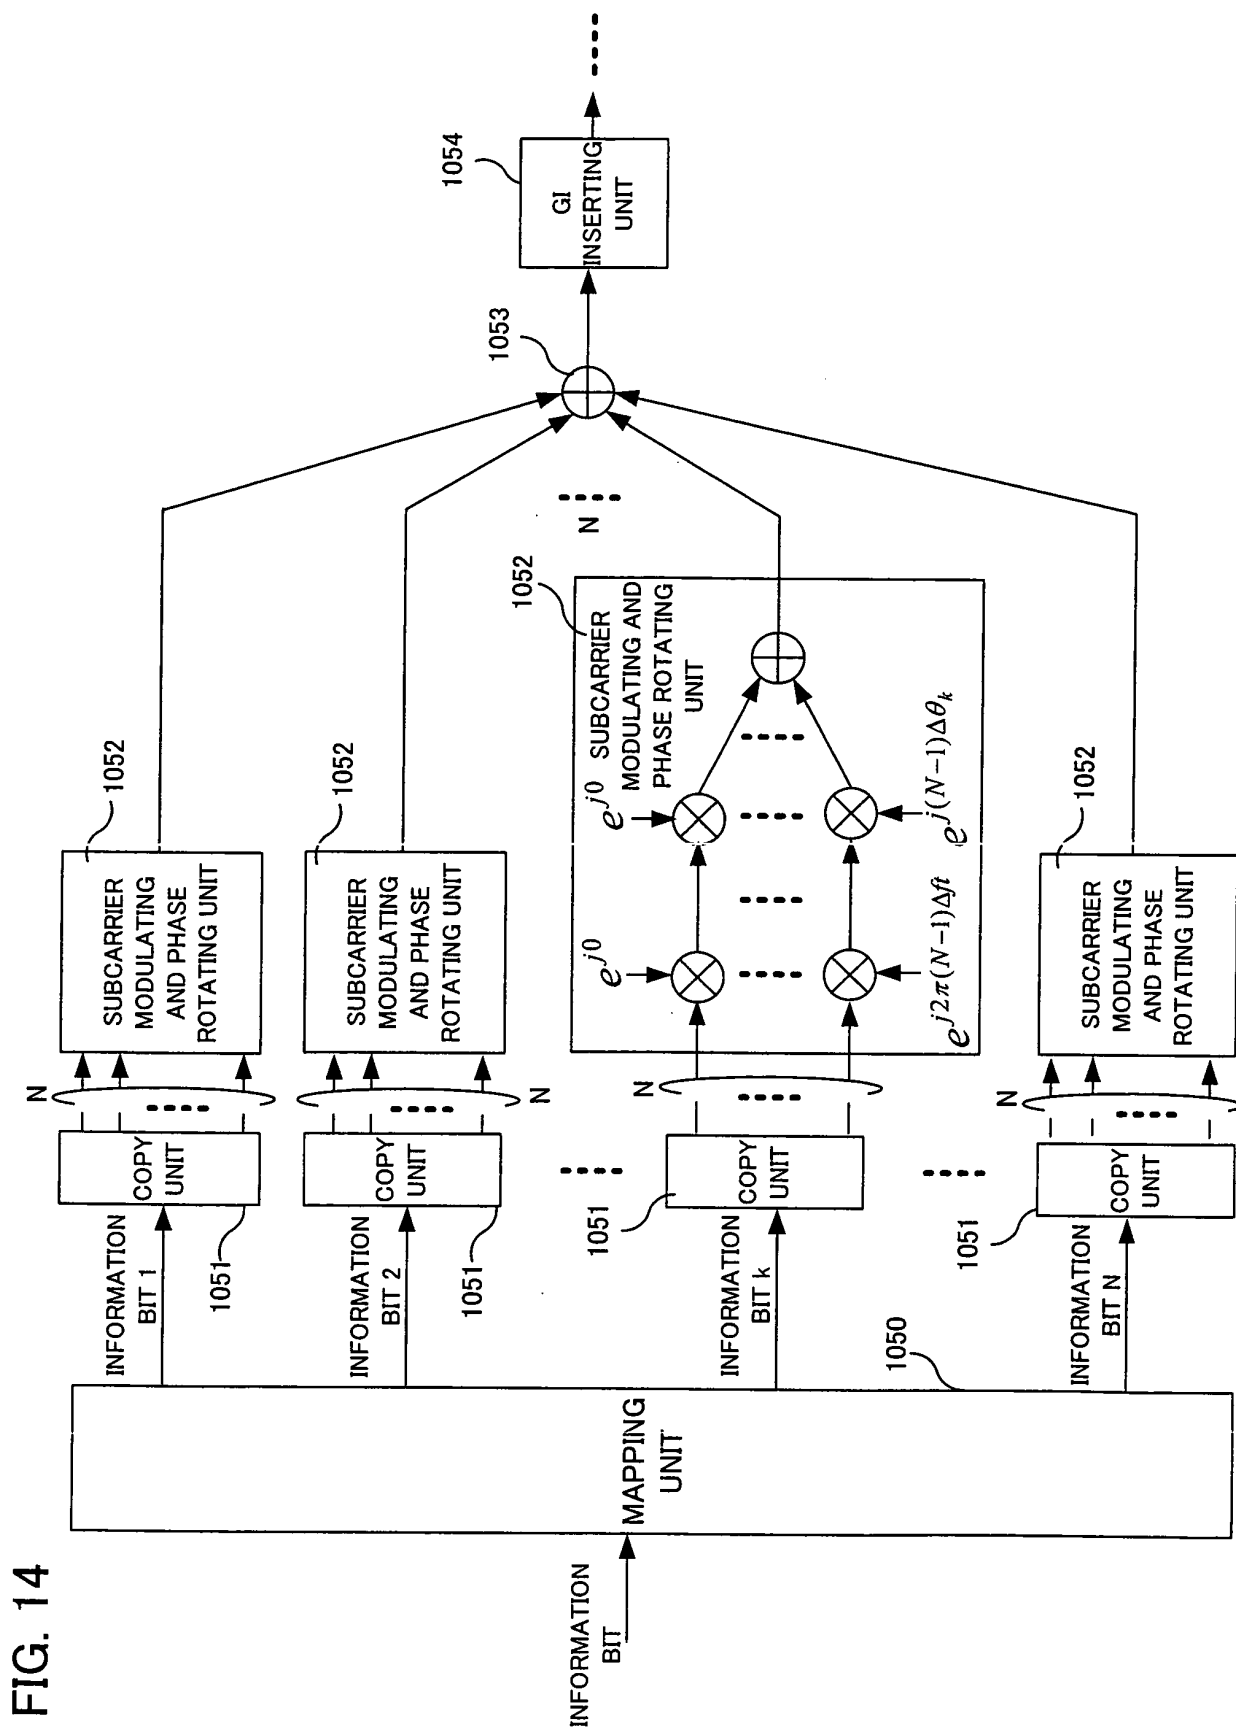 FIG. 14
INFORMATION
BIT
MAPPING
UNIT
1050
INFORMATION
BIT 1
1051
COPY
UNIT
N
SUBCARRIER
MODULATING
AND PHASE
ROTATING UNIT
1052
INFORMATION
BIT 2
1051
COPY
UNIT
N
SUBCARRIER
MODULATING
AND PHASE
ROTATING UNIT
1052
INFORMATION
BIT k
1051
COPY
UNIT
N
1052
SUBCARRIER
MODULATING AND
PHASE ROTATING
UNIT
e^{j0}
e^{j0}
e^{j2π(N−1)Δft}
e^{j(N−1)Δθ_k}
INFORMATION
BIT N
1051
COPY
UNIT
N
SUBCARRIER
MODULATING
AND PHASE
ROTATING UNIT
1052
N
1053
GI
INSERTING
UNIT
1054